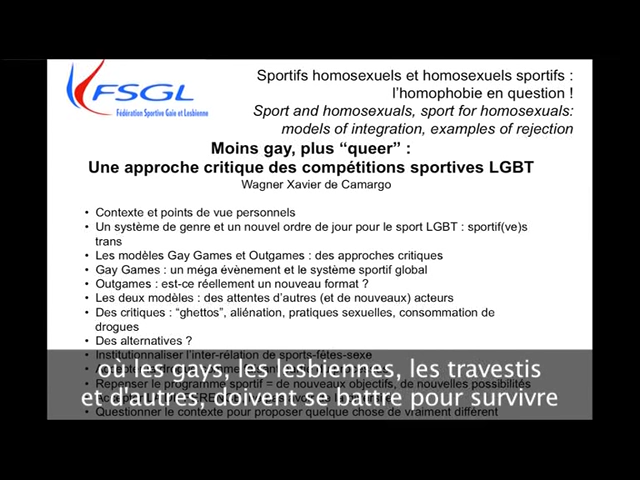 FSGL
Fédération Sportive Gaie et Lesbienne
Sportifs homosexuels et homosexuels sportifs :
l'homophobie en question !
Sport and homosexuals, sport for homosexuals:
models of integration, examples of rejection
Moins gay, plus “queer” :
Une approche critique des compétitions sportives LGBT
Wagner Xavier de Camargo
• Contexte et points de vue personnels
• Un système de genre et un nouvel ordre de jour pour le sport LGBT : sportif(ve)s
trans
• Les modèles Gay Games et Outgames : des approches critiques
• Gay Games : un méga évènement et le système sportif global
• Outgames : est-ce réellement un nouveau format ?
• Les deux modèles : des attentes d'autres (et de nouveaux) acteurs
• Des critiques : “ghettos”, aliénation, pratiques sexuelles, consommation de
drogues
• Des alternatives ?
• Institutionnaliser l'inter-rélation de sports-fêtes-sexe
où les gays, les lesbiennes, les travestis
• Repenser le programme sportif = de nouveaux objectifs, de nouvelles possibilités
et d'autres, doivent se battre pour survivre
• Questionner le contexte pour proposer quelque chose de vraiment différent